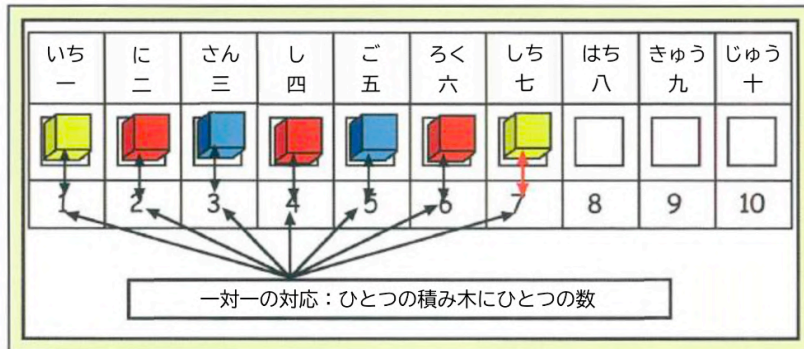 いち に さん し ご ろく しち はち きゅう じゅう
一 二 三 四 五 六 七 八 九 十
1 2 3 4 5 6 7 8 9 10
一対一の対応：ひとつの積み木にひとつの数